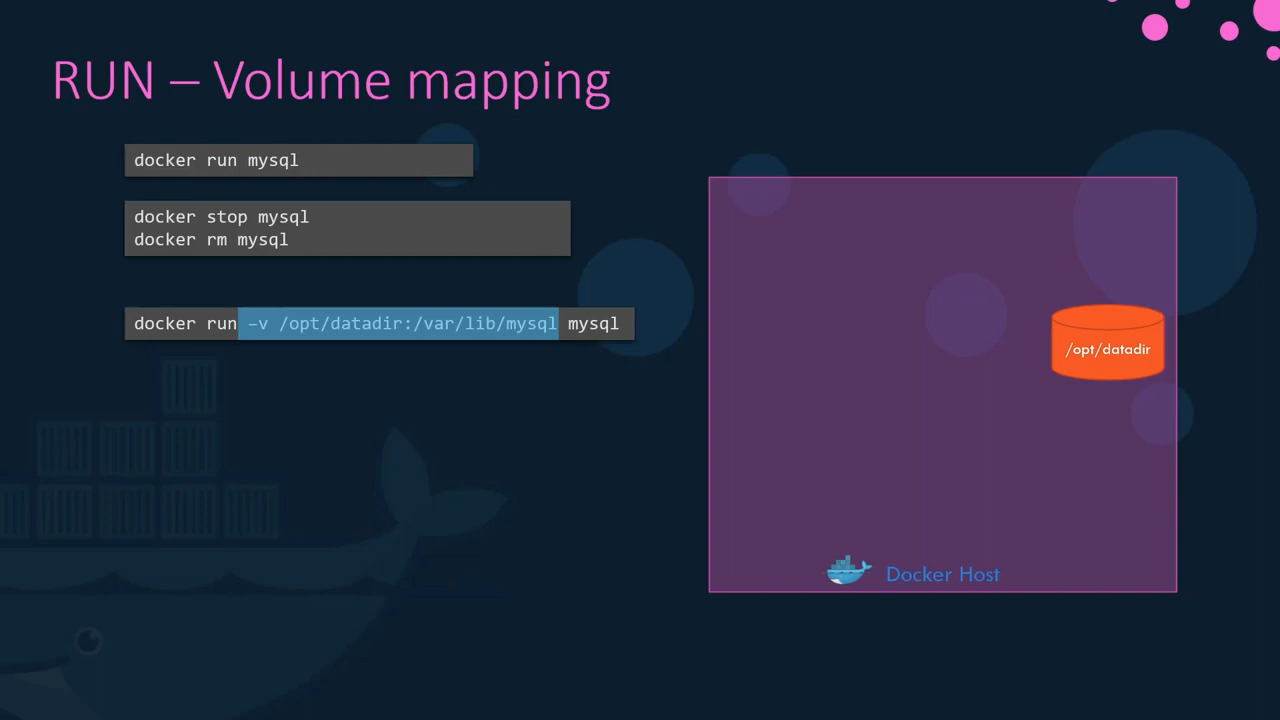 RUN – Volume mapping
docker run mysql
docker stop mysql
docker rm mysql
docker run –v /opt/datadir:/var/lib/mysql mysql
/opt/datadir
Docker Host